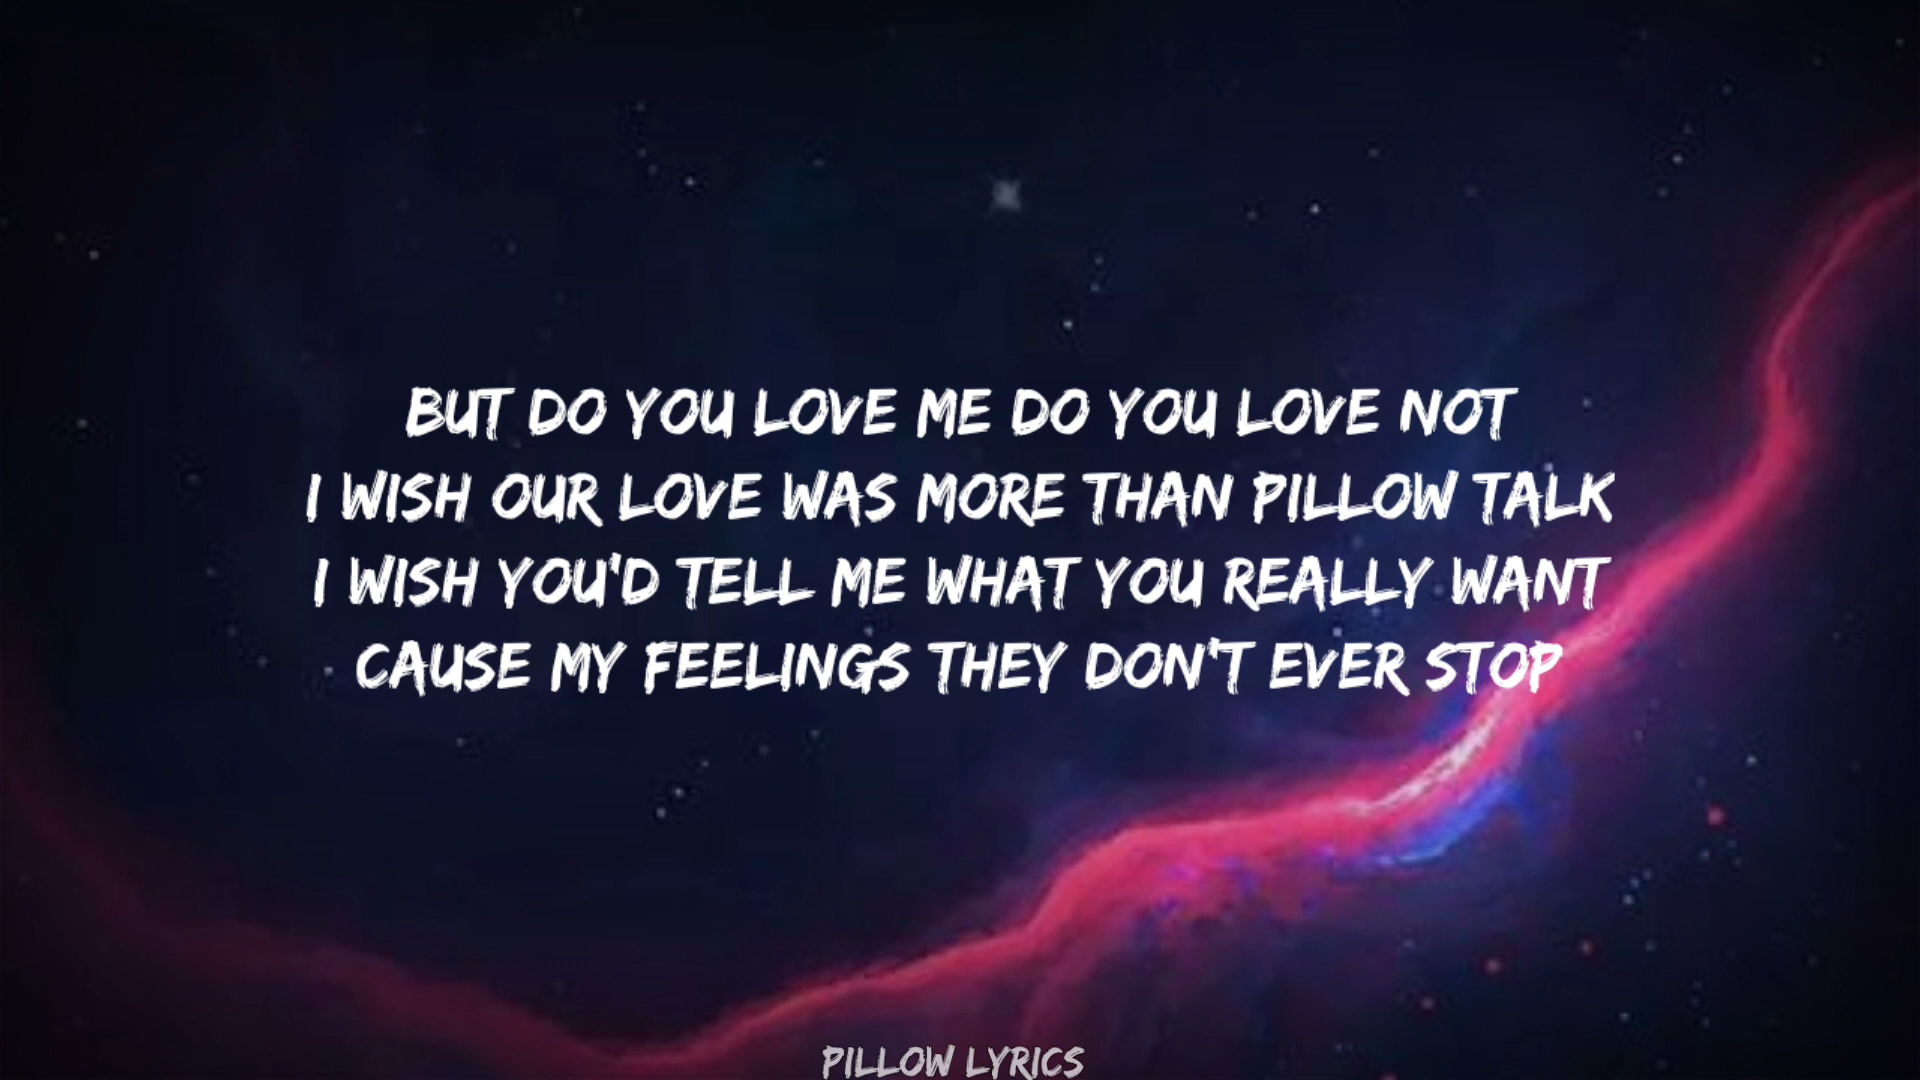 BUT DO YOU LOVE ME DO YOU LOVE NOT
I WISH OUR LOVE WAS MORE THAN PILLOW TALK
I WISH YOU'D TELL ME WHAT YOU REALLY WANT
CAUSE MY FEELINGS THEY DON'T EVER STOP
PILLOW LYRICS